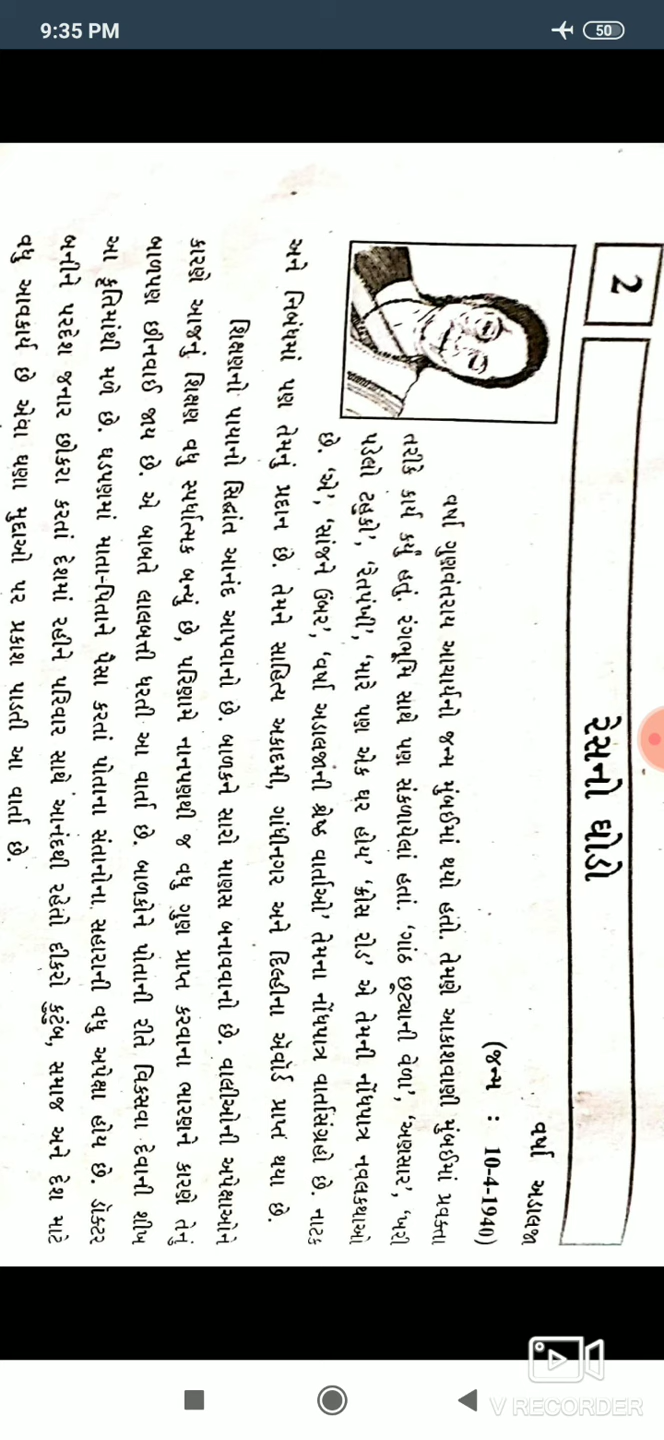 9:35 PM
50
2
રેસનો ઘોડો
વર્ષા અડાલજા
(જન્મ : 10-4-1940)
વર્ષા ગુણવંતરાય આચાર્યનો જન્મ મુંબઈમાં થયો હતો. તેમણે આકાશવાણી મુંબઈમાં પ્રવક્તા
તરીકે કાર્ય કર્યું હતું. રંગભૂમિ સાથે પણ સંકળાયેલાં હતાં. ‘ગાંઠ છૂટ્યાની વેળા’, ‘અણસાર’, ‘ખરી
પડેલો ટહુકો’, ‘રેતપંખી’, ‘મારે પણ એક ઘર હોય’ ‘ક્રોસ રોડ’ એ તેમની નોંધપાત્ર નવલકથાઓ
છે. ‘એ’, ‘સાંજને ઉંબર’, ‘વર્ષા અડાલજાની શ્રેષ્ઠ વાર્તાઓ’ તેમના નોંધપાત્ર વાર્તાસંગ્રહો છે. નાટક
અને નિબંધમાં પણ તેમનું પ્રદાન છે. તેમને સાહિત્ય અકાદમી, ગાંધીનગર અને દિલ્હીના એવોર્ડ પ્રાપ્ત થયા છે.
શિક્ષણનો પાયાનો સિદ્ધાંત આનંદ આપવાનો છે. બાળકને સારો માણસ બનાવવાનો છે. વાલીઓની અપેક્ષાઓને
કારણે આજનું શિક્ષણ વધુ સ્પર્ધાત્મક બન્યું છે, પરિણામે નાનપણથી જ વધુ ગુણ પ્રાપ્ત કરવાના ભારણને કારણે તેનું
બાળપણ છીનવાઈ જાય છે. એ બાબતે લાલબત્તી ધરતી આ વાર્તા છે. બાળકોને પોતાની રીતે વિકસવા દેવાની શીખ
આ કૃતિમાંથી મળે છે. ઘડપણમાં માતા-પિતાને પૈસા કરતાં પોતાના સંતાનોના સહારાની વધુ અપેક્ષા હોય છે. ડૉક્ટર
બનીને પરદેશ જનાર છોકરા કરતાં દેશમાં રહીને પરિવાર સાથે આનંદથી રહેતો દીકરો કુટુંબ, સમાજ અને દેશ માટે
વધુ આવકાર્ય છે એવા ઘણા મુદ્દાઓ પર પ્રકાશ પાડતી આ વાર્તા છે.
V RECORDER